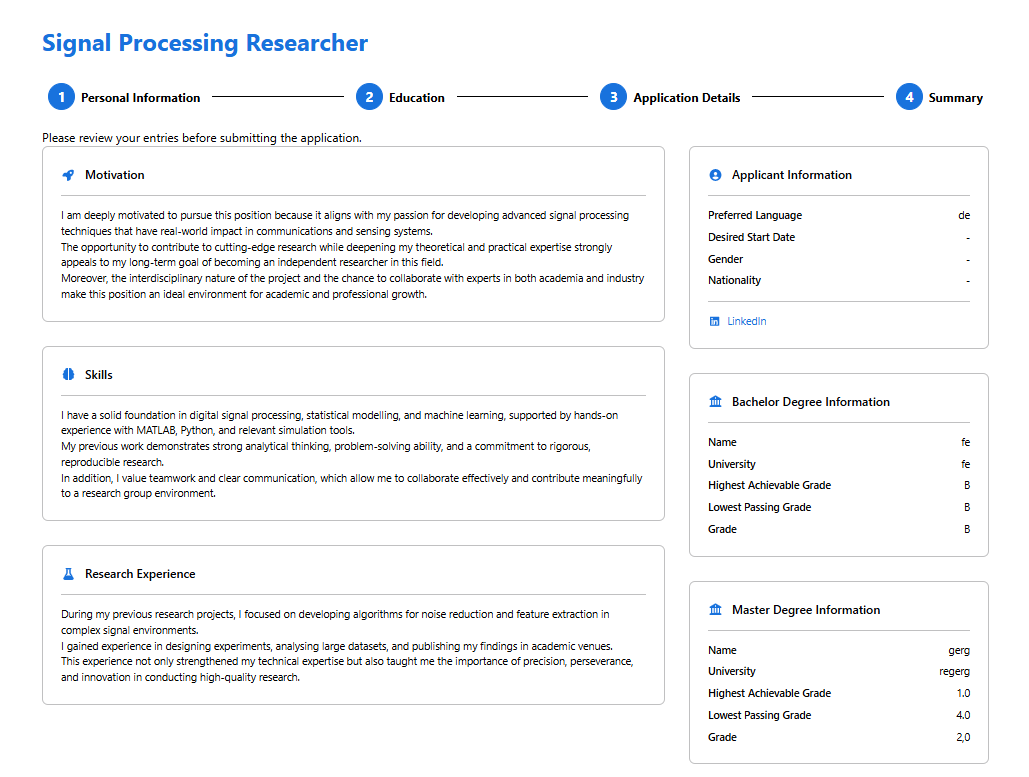 Signal Processing Researcher
1 Personal Information 2 Education 3 Application Details 4 Summary
Please review your entries before submitting the application.
Motivation
I am deeply motivated to pursue this position because it aligns with my passion for developing advanced signal processing
techniques that have real-world impact in communications and sensing systems.
The opportunity to contribute to cutting-edge research while deepening my theoretical and practical expertise strongly
appeals to my long-term goal of becoming an independent researcher in this field.
Moreover, the interdisciplinary nature of the project and the chance to collaborate with experts in both academia and industry
make this position an ideal environment for academic and professional growth.
Skills
I have a solid foundation in digital signal processing, statistical modelling, and machine learning, supported by hands-on
experience with MATLAB, Python, and relevant simulation tools.
My previous work demonstrates strong analytical thinking, problem-solving ability, and a commitment to rigorous,
reproducible research.
In addition, I value teamwork and clear communication, which allow me to collaborate effectively and contribute meaningfully
to a research group environment.
Research Experience
During my previous research projects, I focused on developing algorithms for noise reduction and feature extraction in
complex signal environments.
I gained experience in designing experiments, analysing large datasets, and publishing my findings in academic venues.
This experience not only strengthened my technical expertise but also taught me the importance of precision, perseverance,
and innovation in conducting high-quality research.
Applicant Information
Preferred Language de
Desired Start Date -
Gender -
Nationality -
LinkedIn
Bachelor Degree Information
Name fe
University fe
Highest Achievable Grade B
Lowest Passing Grade B
Grade B
Master Degree Information
Name gerg
University regerg
Highest Achievable Grade 1.0
Lowest Passing Grade 4.0
Grade 2,0